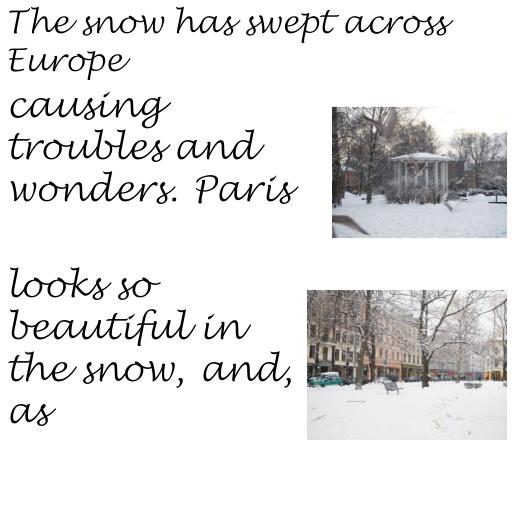 The snow has swept across
Europe
causing
troubles and
wonders. Paris
looks so
beautiful in
the snow, and,
as